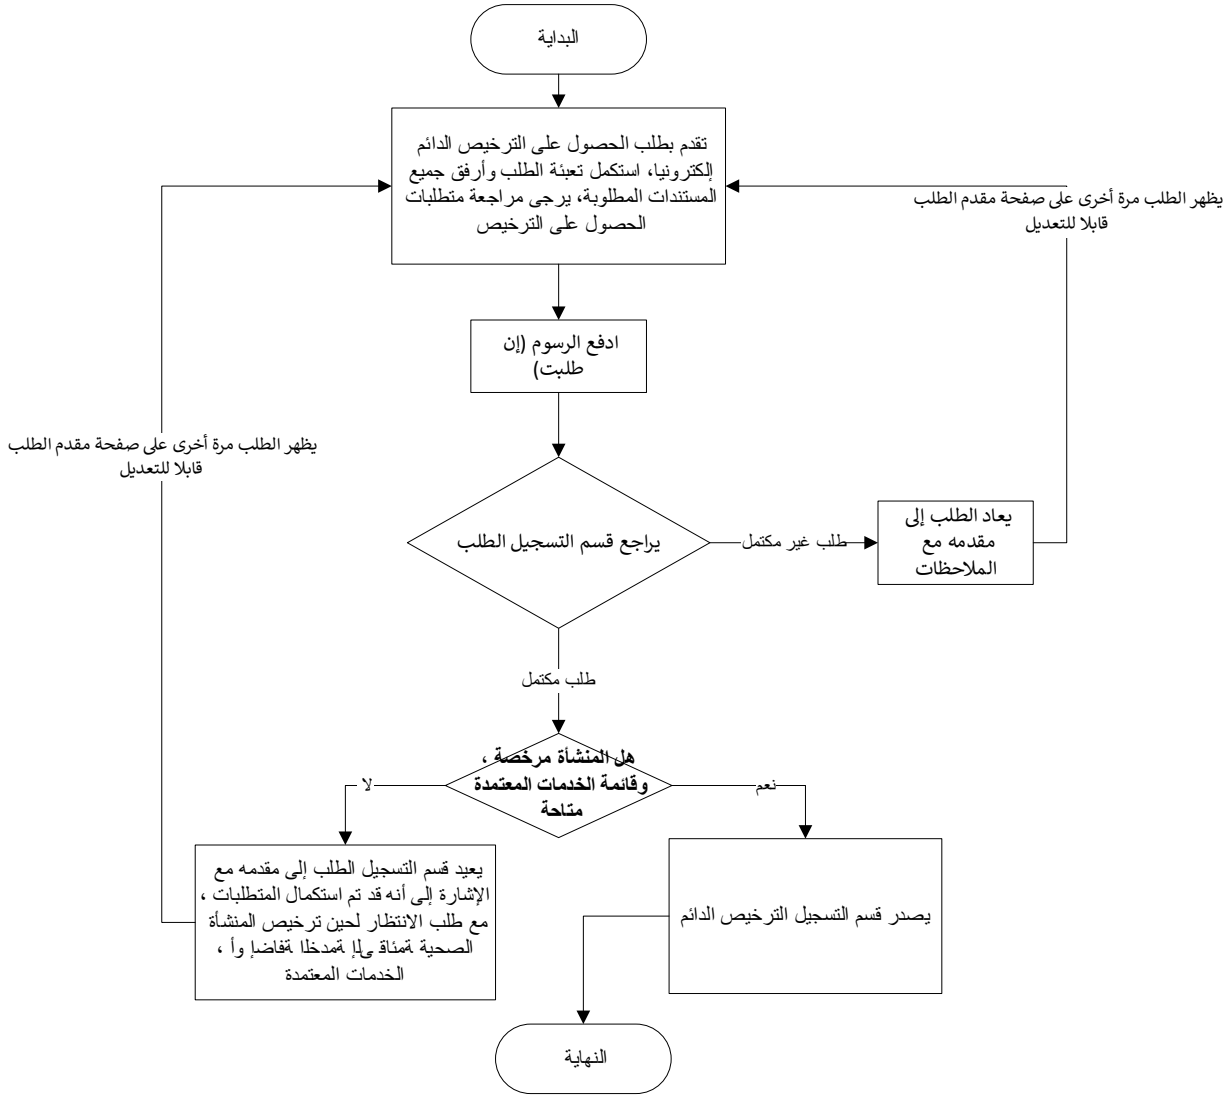 البداية
تقدم بطلب الحصول على الترخيص الدائم
إلكترونيا، استكمل تعبئة الطلب وأرفق جميع
المستندات المطلوبة، يرجى مراجعة متطلبات
الحصول على الترخيص
يظهر الطلب مرة أخرى على صفحة مقدم الطلب
قابلا للتعديل
ادفع الرسوم (إن
طلبت)
يظهر الطلب مرة أخرى على صفحة مقدم الطلب
قابلا للتعديل
يراجع قسم التسجيل الطلب
طلب غير مكتمل
يعاد الطلب إلى
مقدمه مع
الملاحظات
طلب مكتمل
هل المنشأة مرخصة ،
وقائمة الخدمات المعتمدة
متاحة
نعم
لا
يصدر قسم التسجيل الترخيص الدائم
يعيد قسم التسجيل الطلب إلى مقدمه مع
الإشارة إلى أنه قد تم استكمال المتطلبات ،
مع طلب الانتظار لحين ترخيص المنشأة
الصحية ةمئاق ىلإ ةمدخلا ةفاضإ وأ ،
الخدمات المعتمدة
النهاية